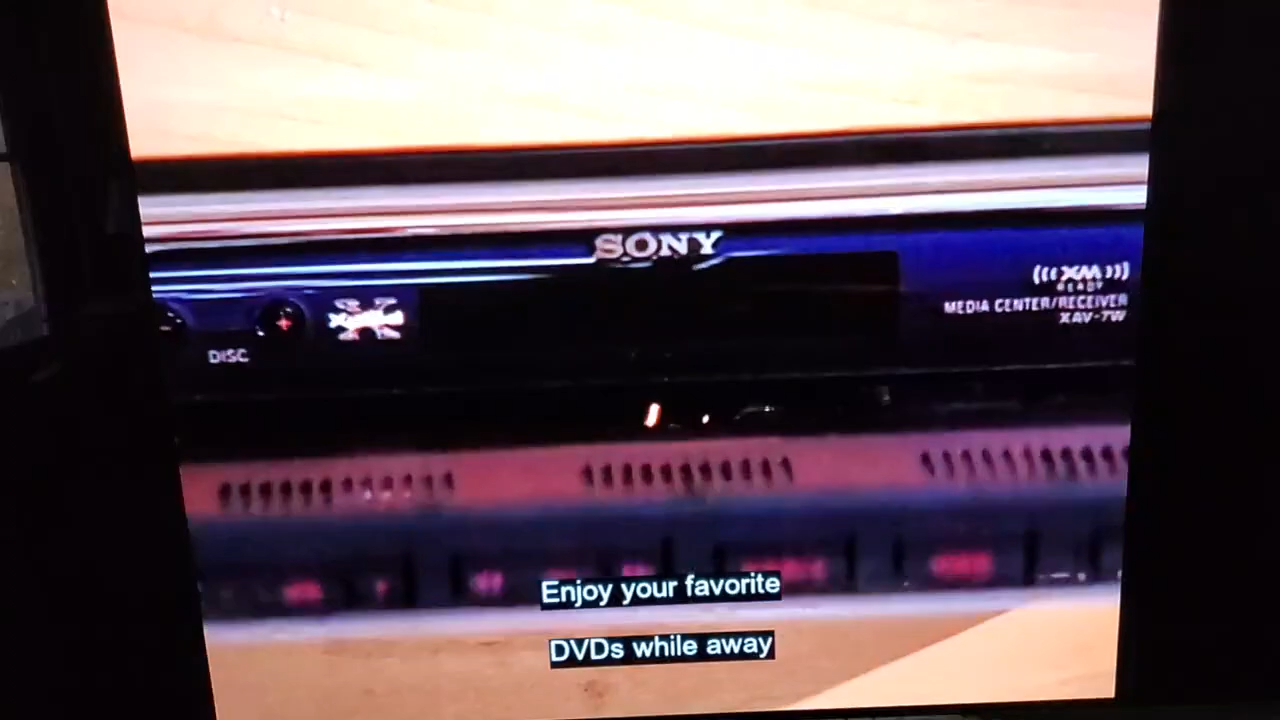 SONY
(((XM)))
READY
MEDIA CENTER/RECEIVER
XAV-7W
- +
DISC
Enjoy your favorite
DVDs while away